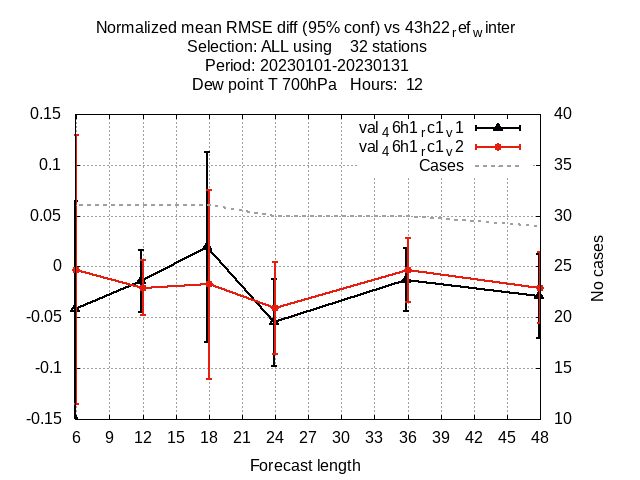 Normalized mean RMSE diff (95% conf) vs 43h22refwinter
Selection: ALL using 32 stations
Period: 20230101-20230131
Dew point T 700hPa Hours: 12
0.15 40
val46h1rc1v1
val46h1rc1v2
Cases
0.1 35
0.05 30
0 25
No cases
-0.05 20
-0.1 15
-0.15 10
6 9 12 15 18 21 24 27 30 33 36 39 42 45 48
Forecast length